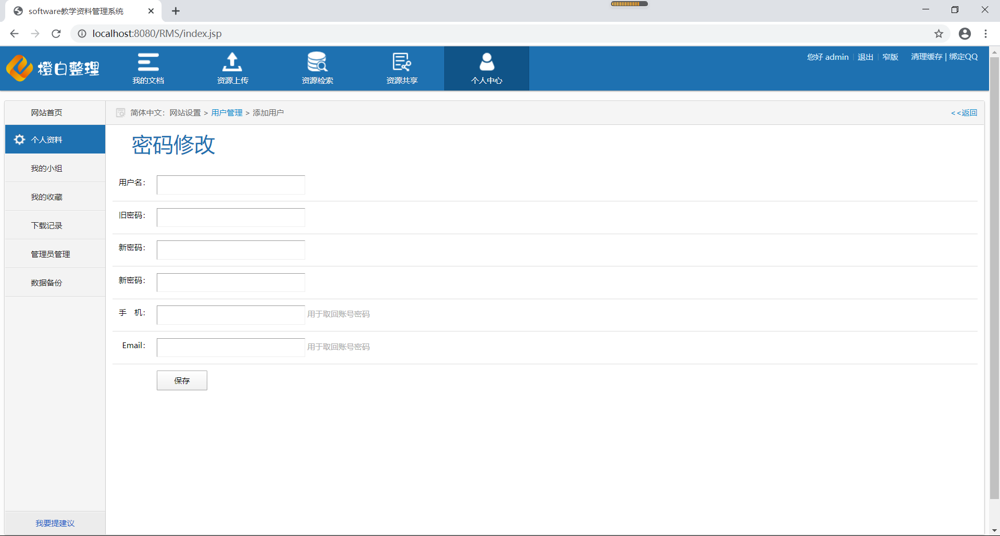 software教学资料管理系统
localhost:8080/RMS/index.jsp
橙白整理
我的文档
资源上传
资源检索
资源共享
个人中心
您好 admin | 退出 | 窄版 清理缓存 | 绑定QQ
网站首页
个人资料
我的小组
我的收藏
下载记录
管理员管理
数据备份
我要提建议
简体中文：网站设置 > 用户管理 > 添加用户
<<返回
密码修改
用户名：
旧密码：
新密码：
新密码：
手 机： 用于取回账号密码
Email： 用于取回账号密码
保存